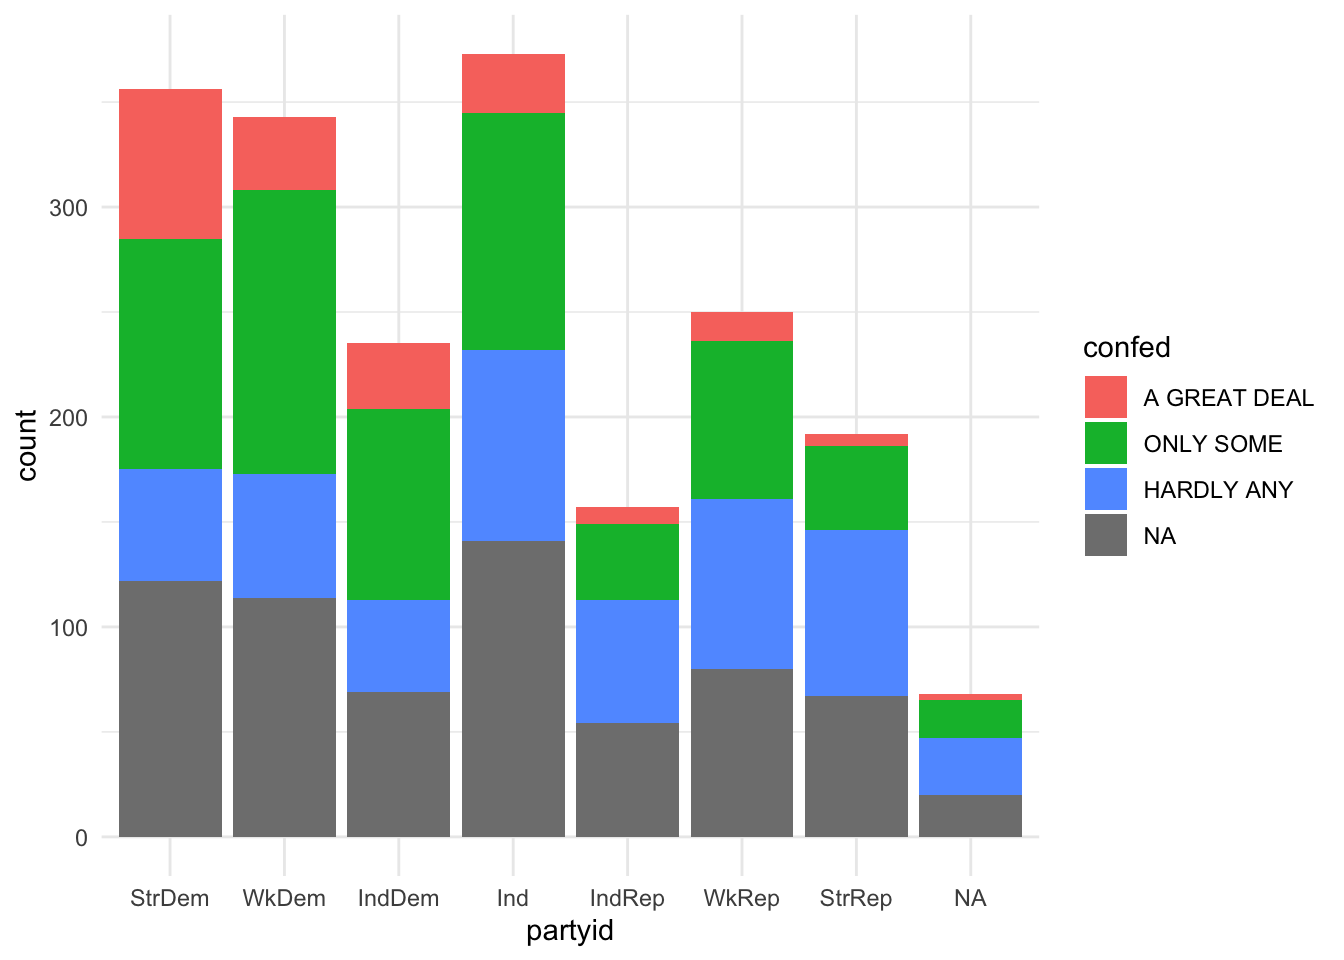 300
200
100
0
count
StrDem WkDem IndDem Ind IndRep WkRep StrRep NA
partyid
confed
A GREAT DEAL
ONLY SOME
HARDLY ANY
NA